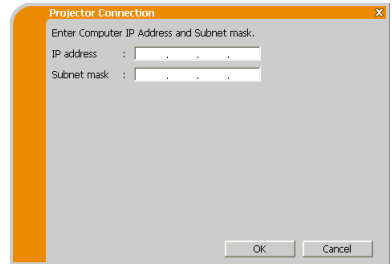 Projector Connection X
Enter Computer IP Address and Subnet mask.
IP address : . . .
Subnet mask : . . .
OK Cancel